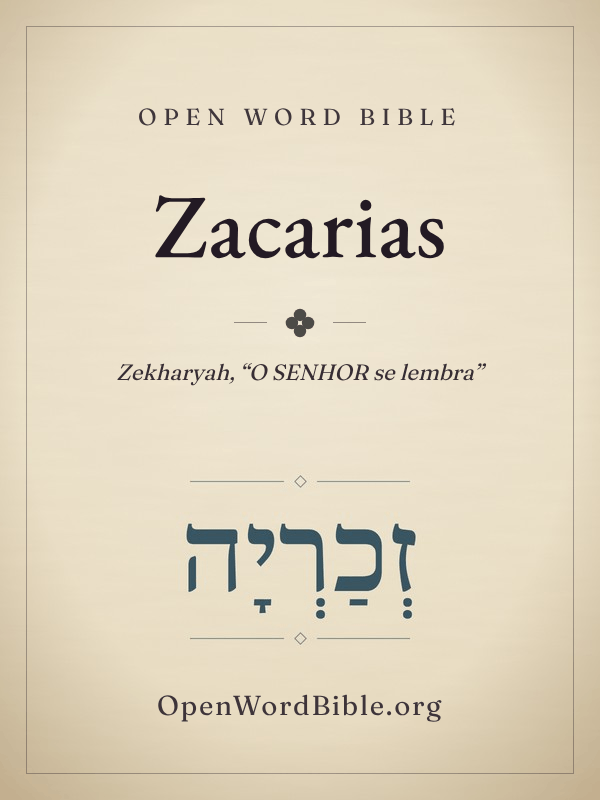 OPEN WORD BIBLE
Zacarias
Zekharyah, “O SENHOR se lembra”
זְכַרְיָה
OpenWordBible.org